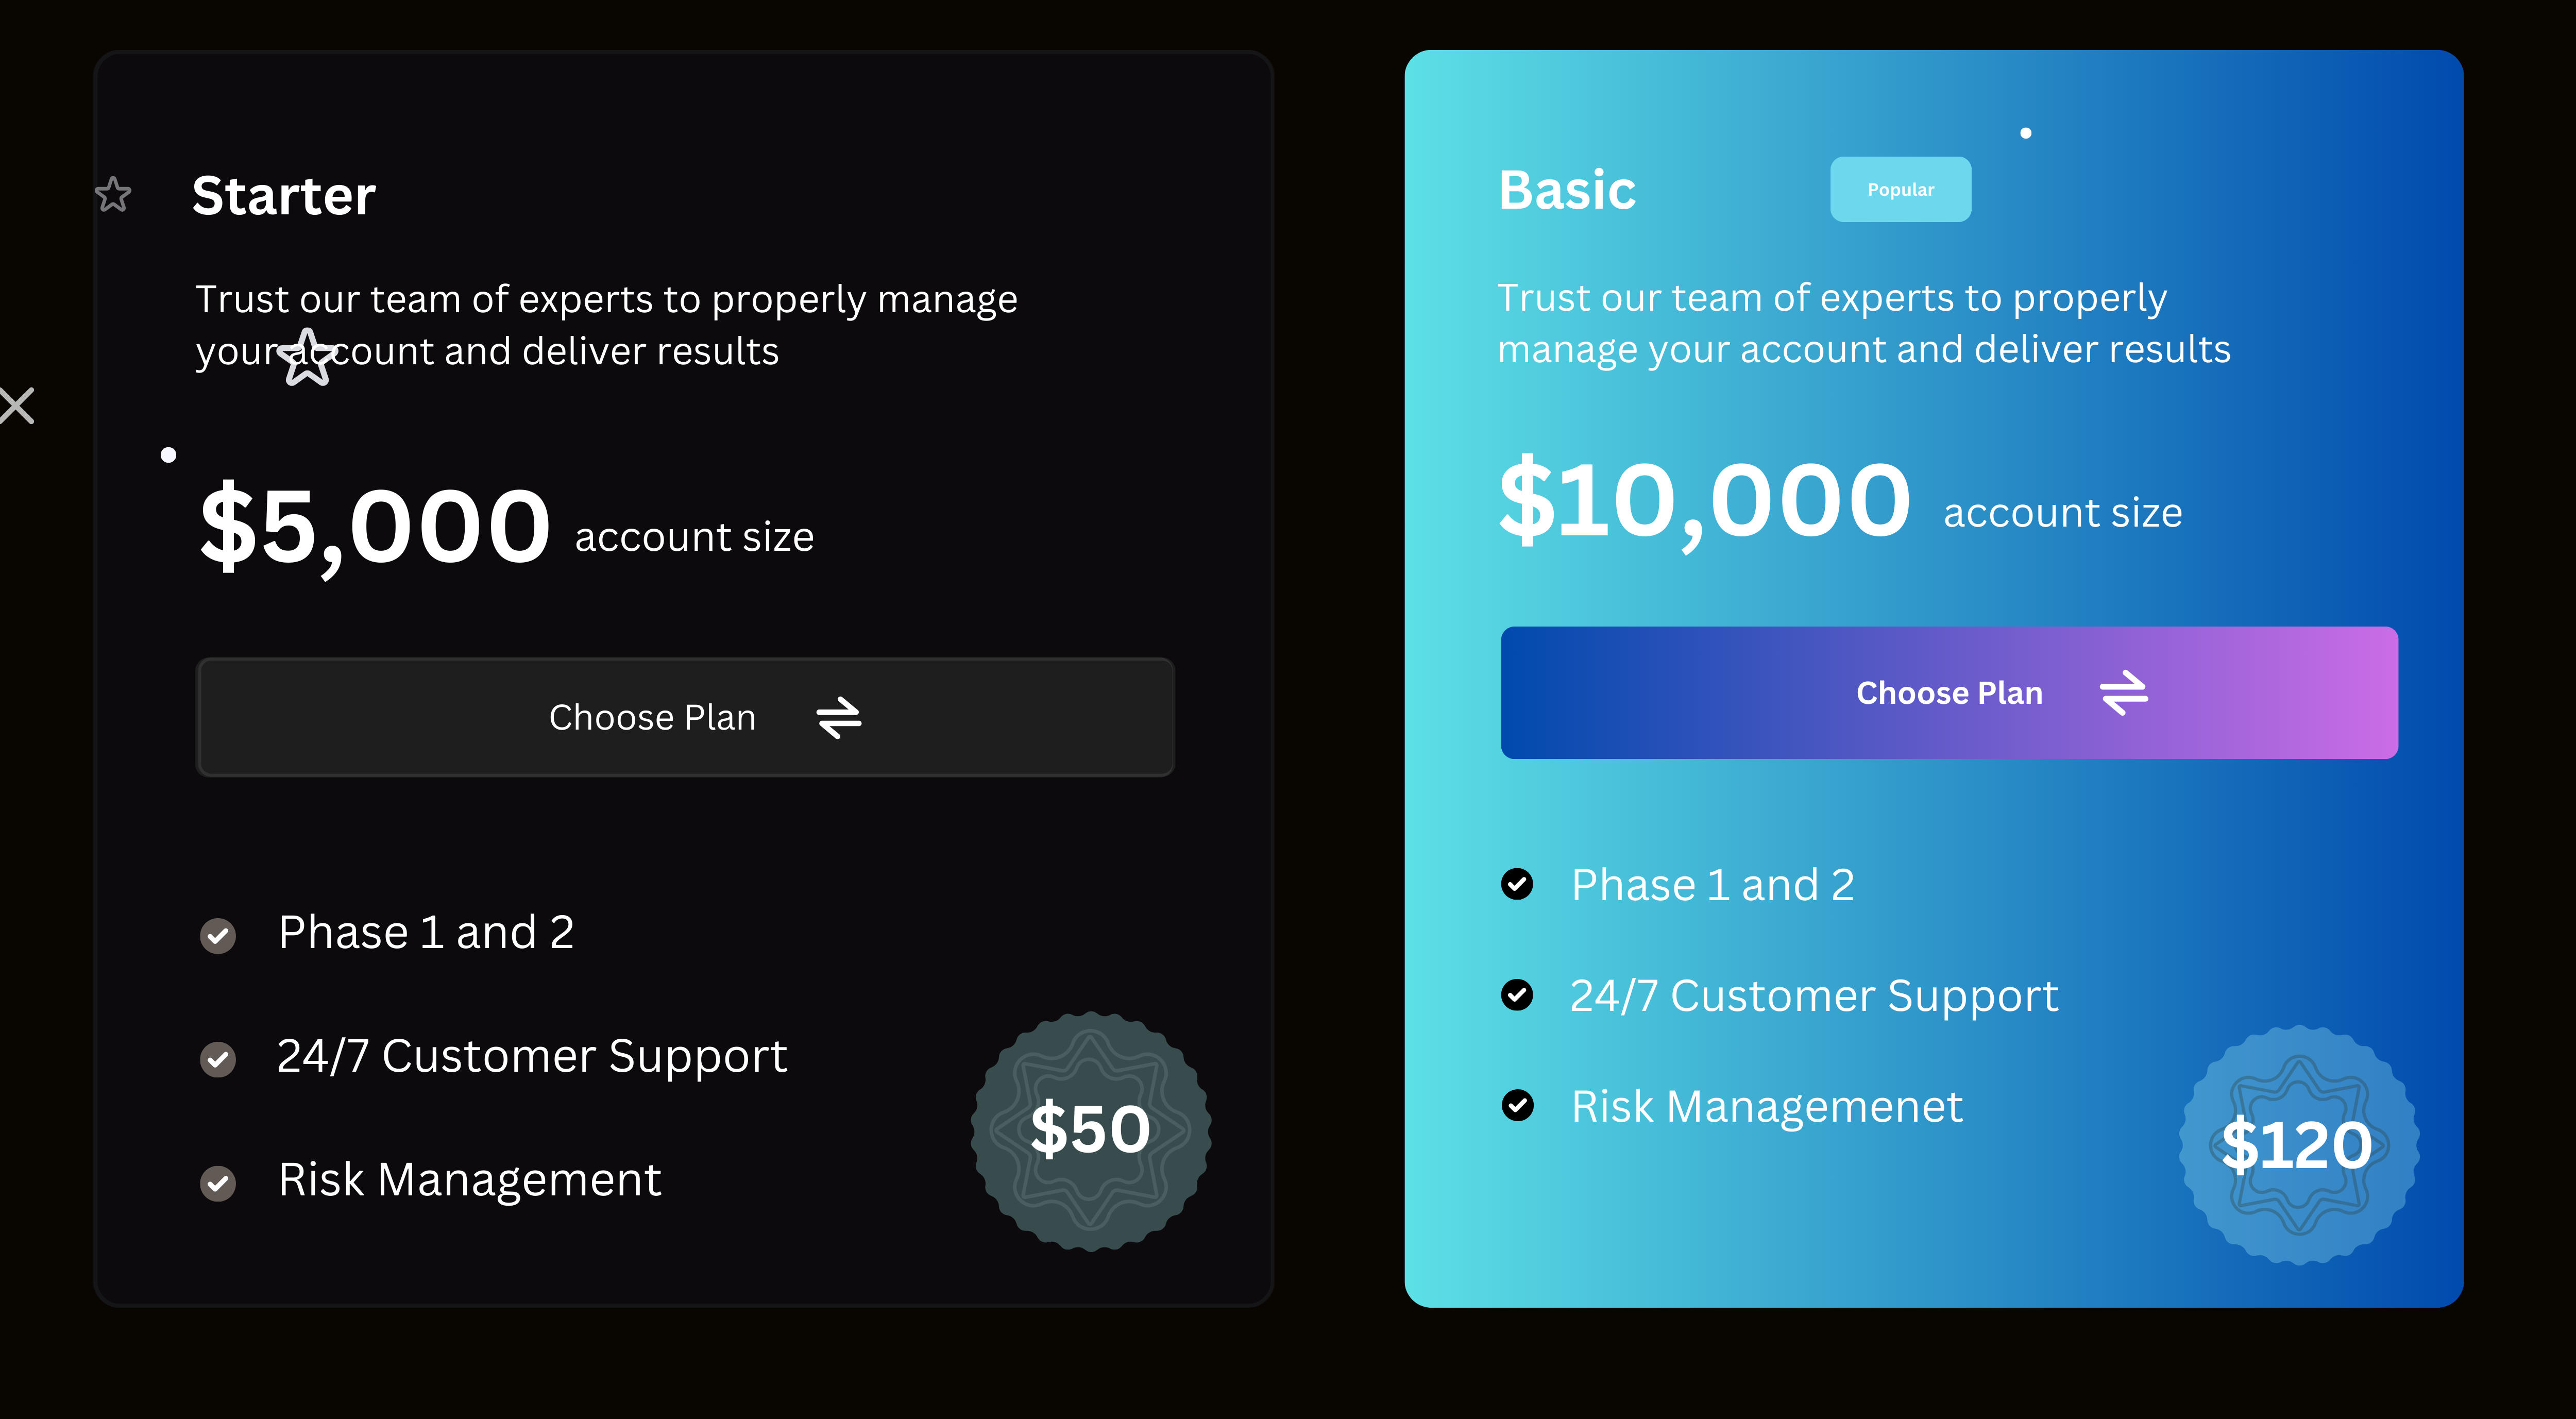 Starter
Trust our team of experts to properly manage
your account and deliver results
$5,000 account size
Choose Plan
Phase 1 and 2
24/7 Customer Support
Risk Management
$50
Basic
Popular
Trust our team of experts to properly
manage your account and deliver results
$10,000 account size
Choose Plan
Phase 1 and 2
24/7 Customer Support
Risk Managemenet
$120